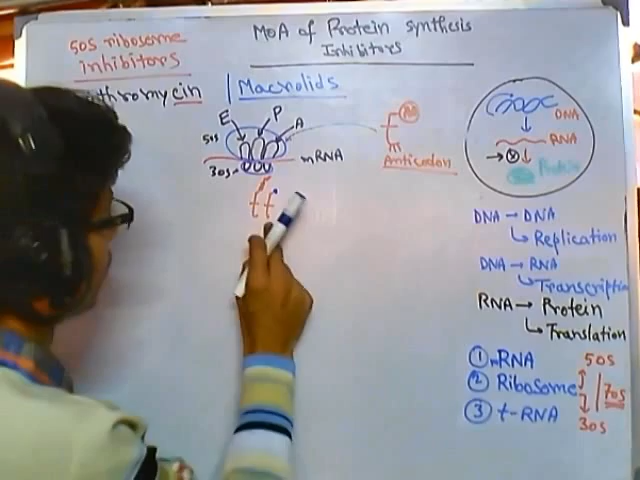 MoA of Protein synthesis
Inhibitors
50S ribosome
inhibitors
thromycin | Macrolids
E
P
A
50S
30S
mRNA
AA
Anticodon
DNA
RNA
Protein
DNA → DNA
Replication
DNA → RNA
Transcription
RNA → Protein
Translation
① mRNA
② Ribosome
③ t-RNA
50S
70S
30S